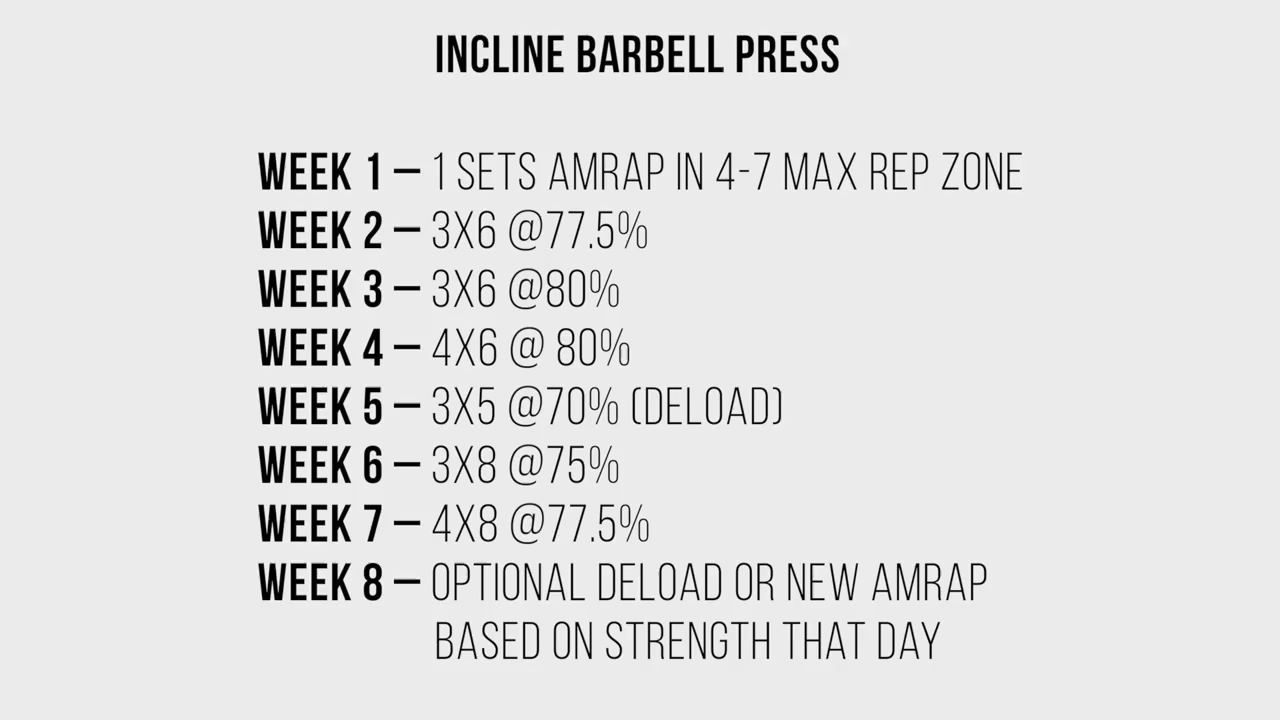 INCLINE BARBELL PRESS
WEEK 1 – 1 SETS AMRAP IN 4-7 MAX REP ZONE
WEEK 2 – 3X6 @77.5%
WEEK 3 – 3X6 @80%
WEEK 4 – 4X6 @ 80%
WEEK 5 – 3X5 @70% (DELOAD)
WEEK 6 – 3X8 @75%
WEEK 7 – 4X8 @77.5%
WEEK 8 – OPTIONAL DELOAD OR NEW AMRAP
BASED ON STRENGTH THAT DAY